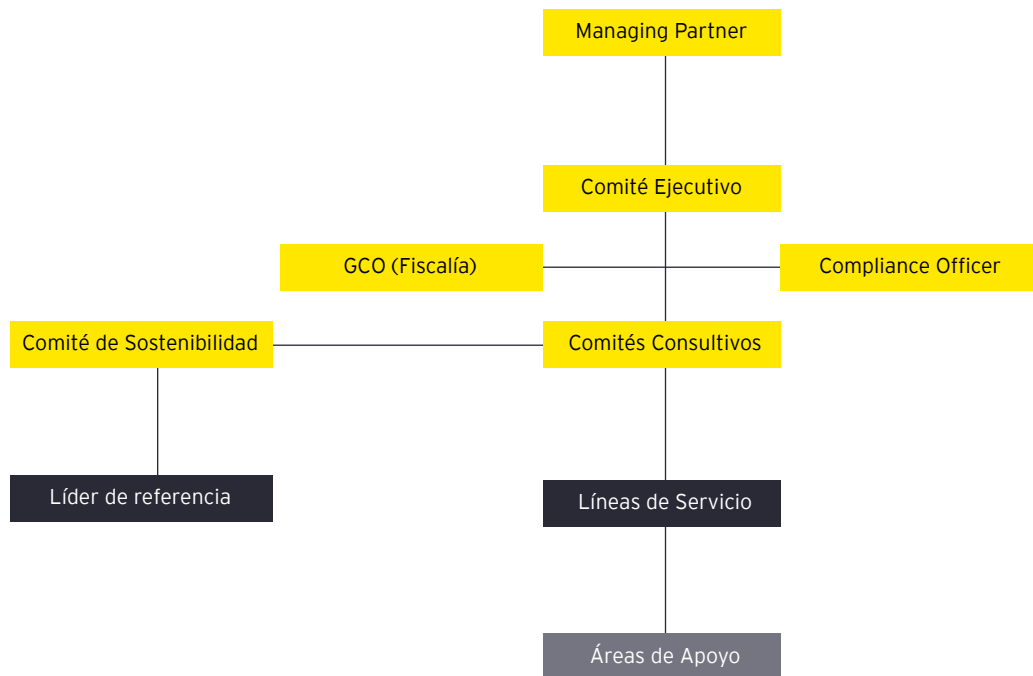 Managing Partner
Comité Ejecutivo
GCO (Fiscalía)
Compliance Officer
Comité de Sostenibilidad
Comités Consultivos
Líder de referencia
Líneas de Servicio
Áreas de Apoyo